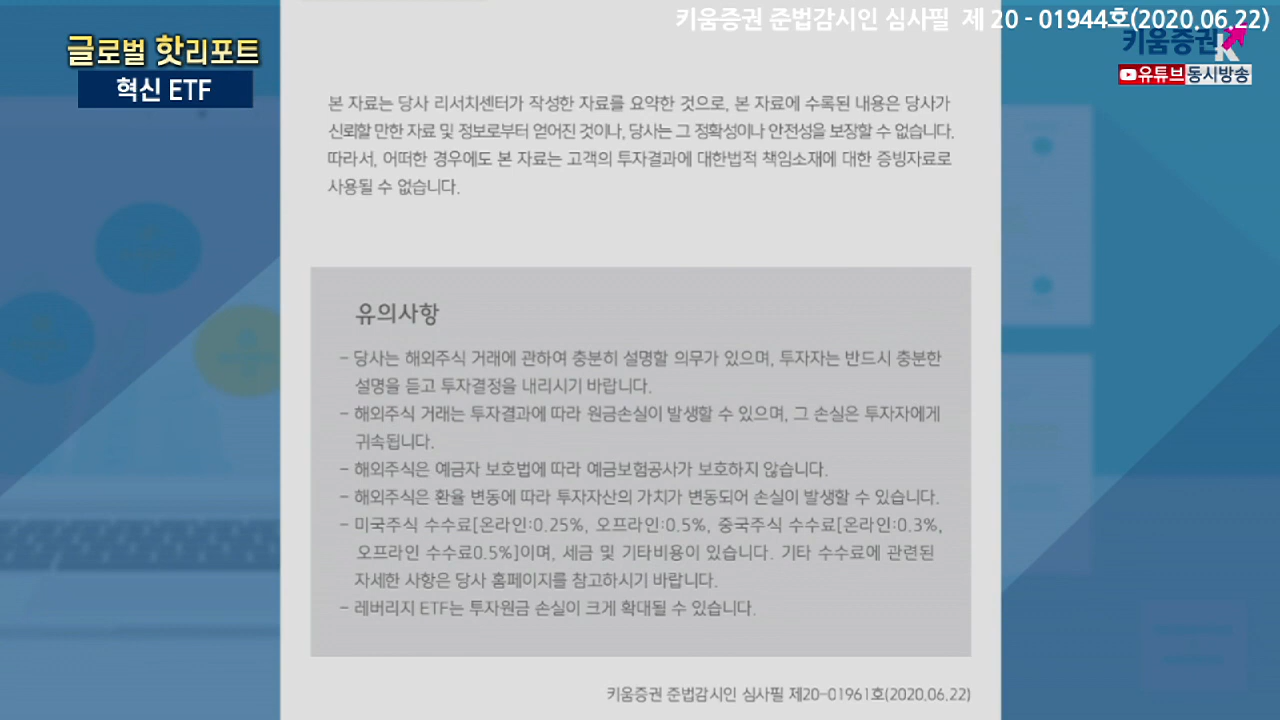 키움증권 준법감시인 심사필 제 20 - 01944호(2020.06.22)
글로벌 핫리포트
혁신 ETF
키움증권
유튜브동시방송
본 자료는 당사 리서치센터가 작성한 자료를 요약한 것으로, 본 자료에 수록된 내용은 당사가
신뢰할 만한 자료 및 정보로부터 얻어진 것이나, 당사는 그 정확성이나 안전성을 보장할 수 없습니다.
따라서, 어떠한 경우에도 본 자료는 고객의 투자결과에 대한법적 책임소재에 대한 증빙자료로
사용될 수 없습니다.
유의사항
- 당사는 해외주식 거래에 관하여 충분히 설명할 의무가 있으며, 투자자는 반드시 충분한
설명을 듣고 투자결정을 내리시기 바랍니다.
- 해외주식 거래는 투자결과에 따라 원금손실이 발생할 수 있으며, 그 손실은 투자자에게
귀속됩니다.
- 해외주식은 예금자 보호법에 따라 예금보험공사가 보호하지 않습니다.
- 해외주식은 환율 변동에 따라 투자자산의 가치가 변동되어 손실이 발생할 수 있습니다.
- 미국주식 수수료[온라인:0.25%, 오프라인:0.5%, 중국주식 수수료[온라인:0.3%,
오프라인 수수료0.5%]이며, 세금 및 기타비용이 있습니다. 기타 수수료에 관련된
자세한 사항은 당사 홈페이지를 참고하시기 바랍니다.
- 레버리지 ETF는 투자원금 손실이 크게 확대될 수 있습니다.
키움증권 준법감시인 심사필 제20-01961호(2020.06.22)